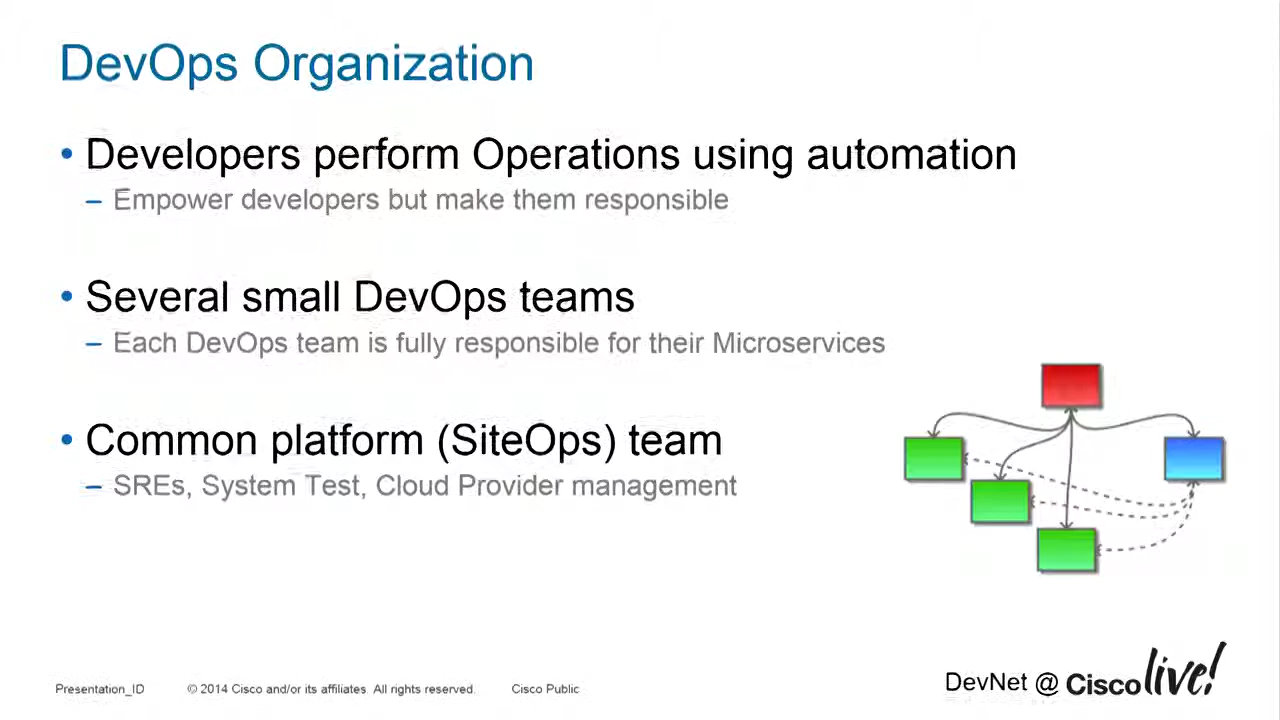 DevOps Organization
• Developers perform Operations using automation
– Empower developers but make them responsible
• Several small DevOps teams
– Each DevOps team is fully responsible for their Microservices
• Common platform (SiteOps) team
– SREs, System Test, Cloud Provider management
Presentation_ID © 2014 Cisco and/or its affiliates. All rights reserved. Cisco Public
DevNet @ Cisco live!